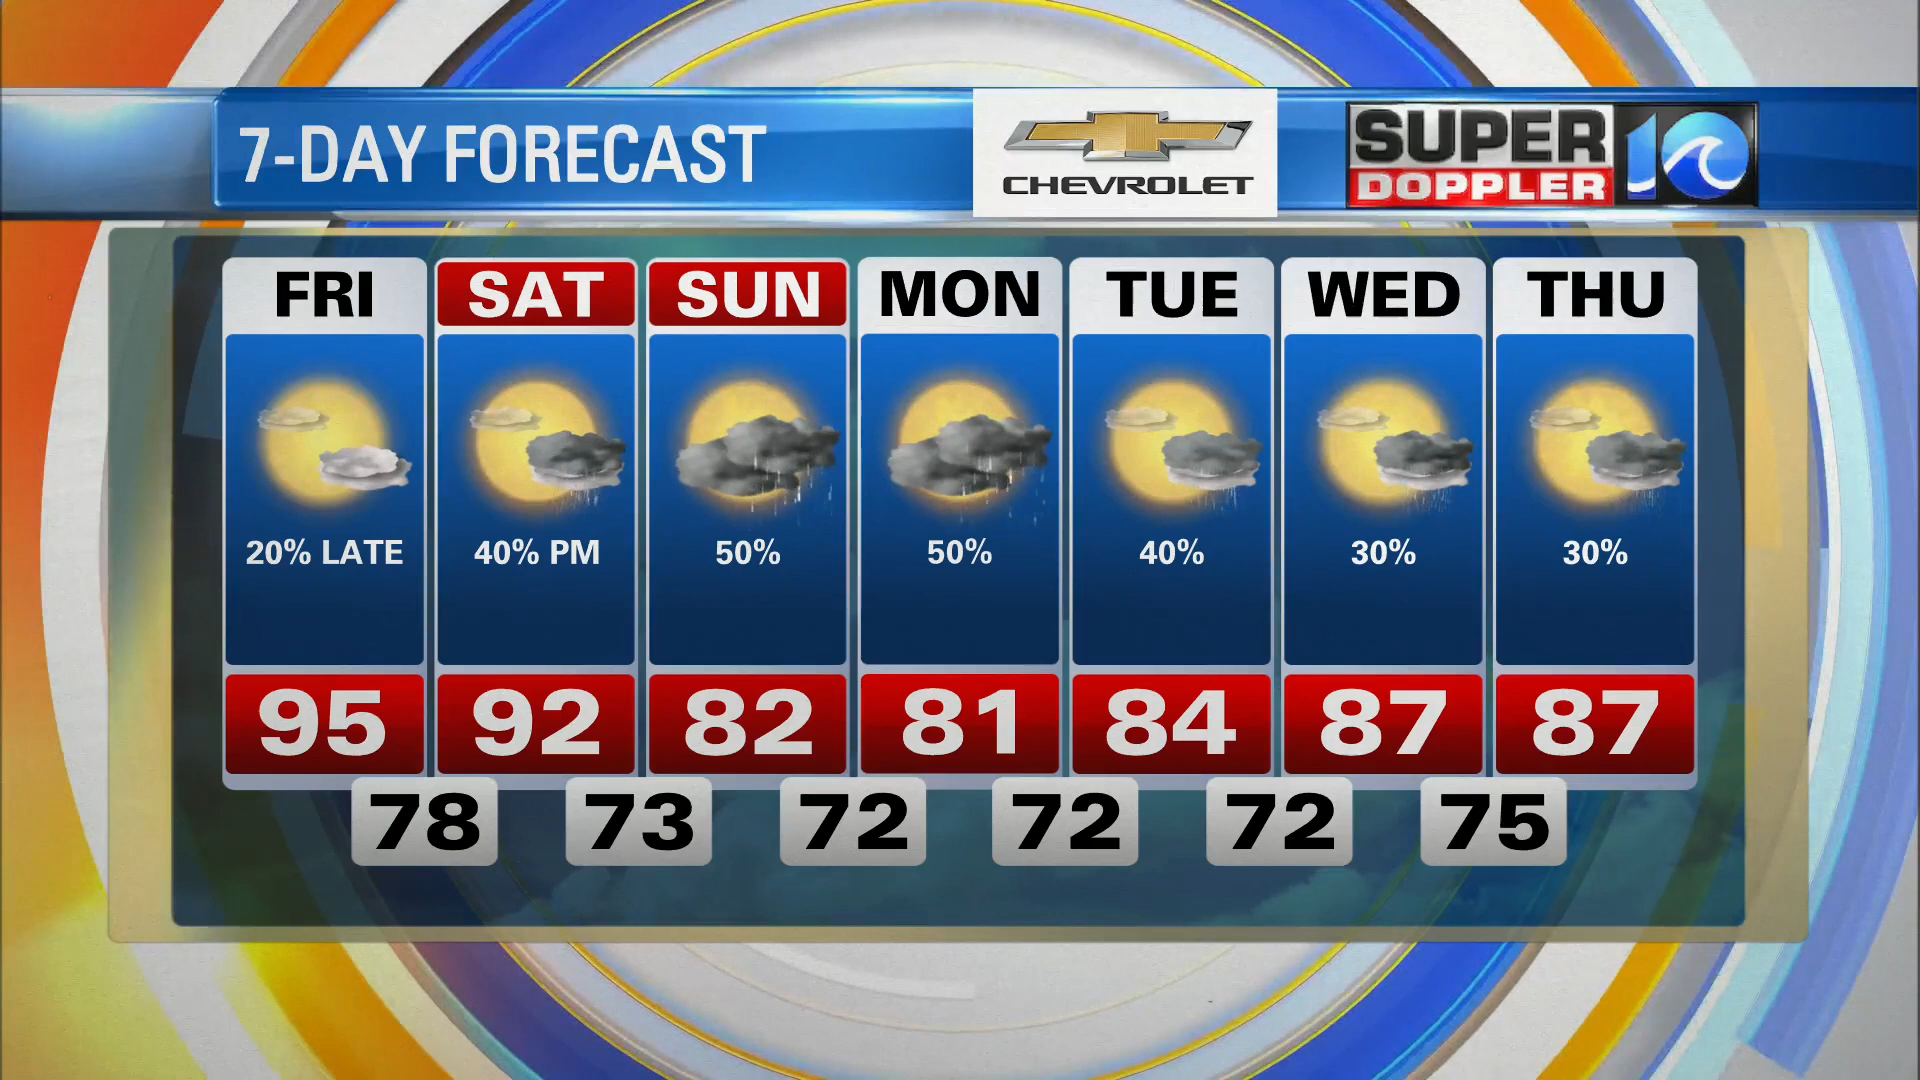 7-DAY FORECAST
CHEVROLET
SUPER
DOPPLER
10
FRI SAT SUN MON TUE WED THU
20% LATE 40% PM 50% 50% 40% 30% 30%
95 92 82 81 84 87 87
78 73 72 72 72 75